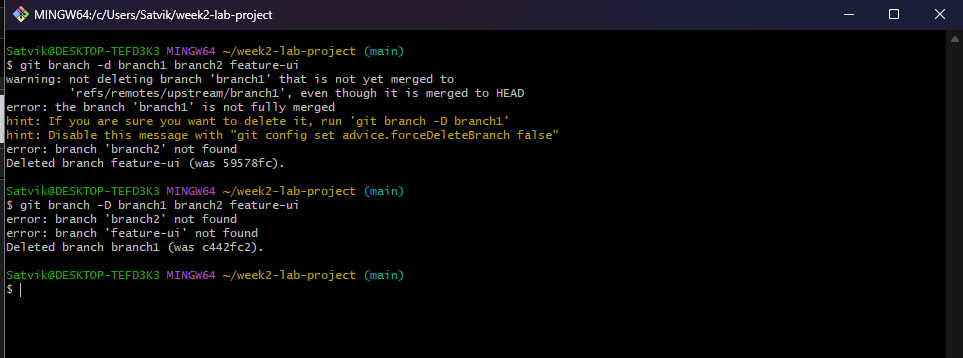 MINGW64:/c/Users/Satvik/week2-lab-project
Satvik@DESKTOP-TEFD3K3 MINGW64 ~/week2-lab-project (main)
$ git branch -d branch1 branch2 feature-ui
warning: not deleting branch 'branch1' that is not yet merged to
'refs/remotes/upstream/branch1', even though it is merged to HEAD
error: the branch 'branch1' is not fully merged
hint: If you are sure you want to delete it, run 'git branch -D branch1'
hint: Disable this message with "git config set advice.forceDeleteBranch false"
error: branch 'branch2' not found
Deleted branch feature-ui (was 59578fc).
Satvik@DESKTOP-TEFD3K3 MINGW64 ~/week2-lab-project (main)
$ git branch -D branch1 branch2 feature-ui
error: branch 'branch2' not found
error: branch 'feature-ui' not found
Deleted branch branch1 (was c442fc2).
Satvik@DESKTOP-TEFD3K3 MINGW64 ~/week2-lab-project (main)
$